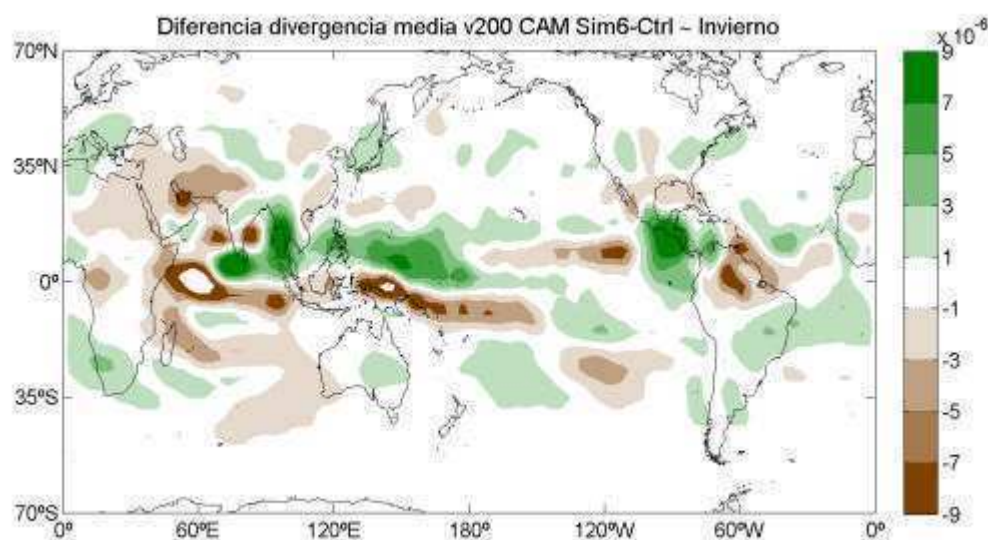 Diferencia divergencia media v200 CAM Sim6-Ctrl ~ Invierno
x 10⁻⁶
70ºN
35ºN
0º
35ºS
70ºS
0º 60ºE 120ºE 180º 120ºW 60ºW 0º
9
7
5
3
1
-1
-3
-5
-7
-9